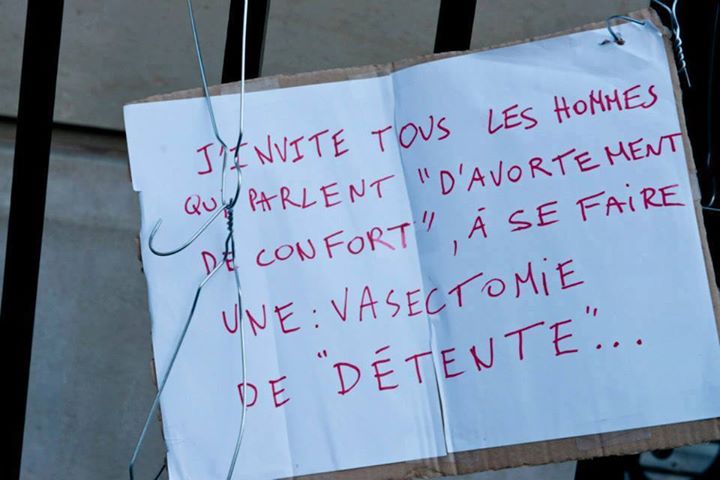 J'INVITE TOUS LES HOMMES
QUi PARLENT "D'AVORTEMENT
DE CONFORT", À SE FAiRE
UNE : VASECTOMiE
DE "DÉTENTE"...